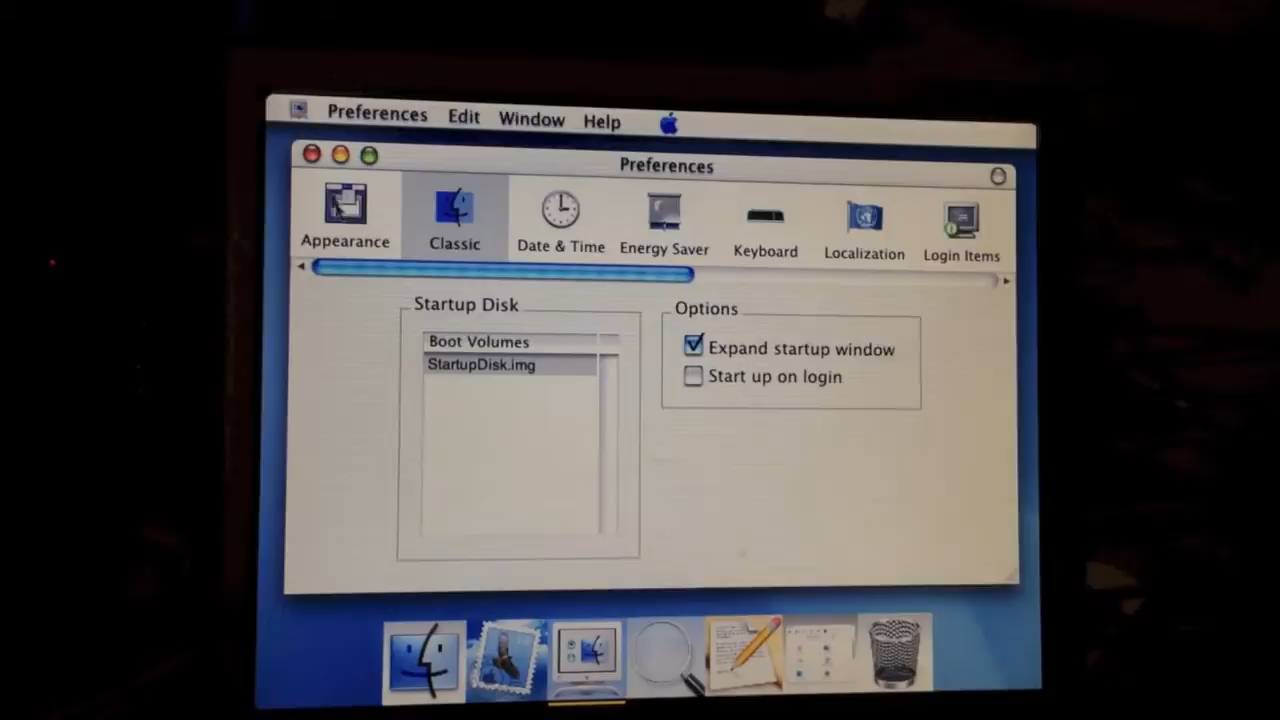 Preferences Edit Window Help
Preferences
Appearance Classic Date & Time Energy Saver Keyboard Localization Login Items
Startup Disk
Boot Volumes
StartupDisk.img
Options
Expand startup window
Start up on login